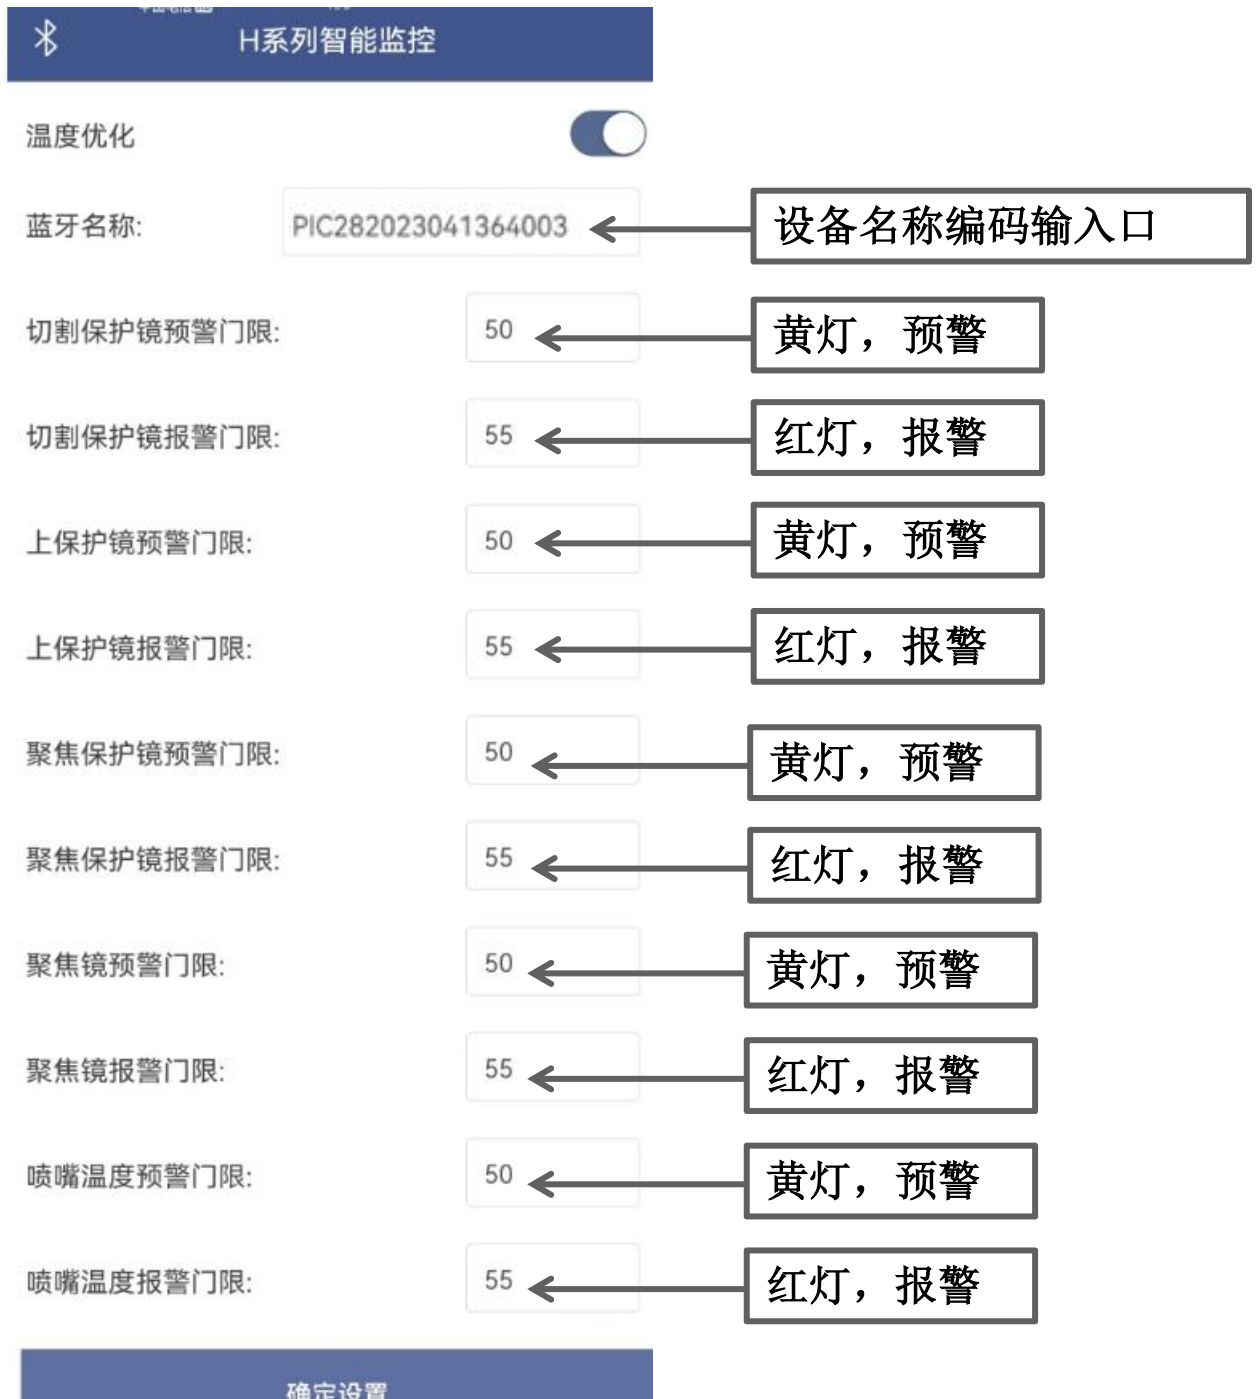 H系列智能监控
温度优化
蓝牙名称: PIC282023041364003 设备名称编码输入口
切割保护镜预警门限: 50 黄灯，预警
切割保护镜报警门限: 55 红灯，报警
上保护镜预警门限: 50 黄灯，预警
上保护镜报警门限: 55 红灯，报警
聚焦保护镜预警门限: 50 黄灯，预警
聚焦保护镜报警门限: 55 红灯，报警
聚焦镜预警门限: 50 黄灯，预警
聚焦镜报警门限: 55 红灯，报警
喷嘴温度预警门限: 50 黄灯，预警
喷嘴温度报警门限: 55 红灯，报警
确定设置